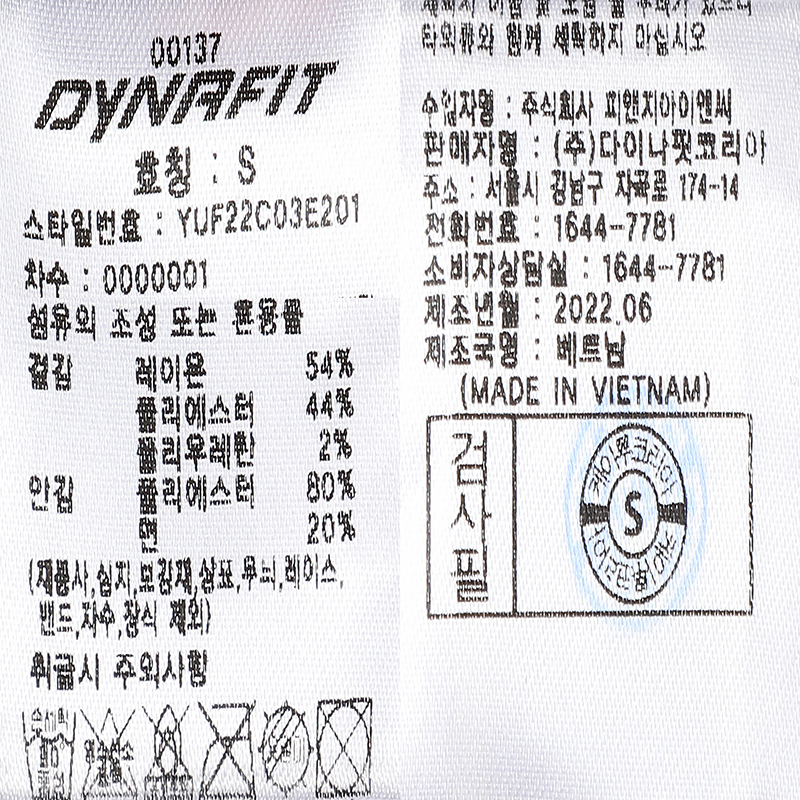 00137
DYNAFIT
호칭 : S
스타일번호 : YUF22C03E201
차수 : 0000001
섬유의 조성 또는 혼용률
겉감 레이온 54%
폴리에스터 44%
폴리우레탄 2%
안감 폴리에스터 80%
면 20%
(재봉사,심지,보강재,상표,무늬,레이스,
밴드,자수,장식 제외)
취급시 주의사항
손세탁
타의류와 함께 세탁하지 마십시오
수입자명 : 주식회사 피앤지아이앤씨
판매자명 : (주)다이나핏코리아
주소 : 서울시 강남구 자곡로 174-14
전화번호 : 1644-7781
소비자상담실 : 1644-7781
제조년월 : 2022.06
제조국명 : 베트남
(MADE IN VIETNAM)
검사필
S